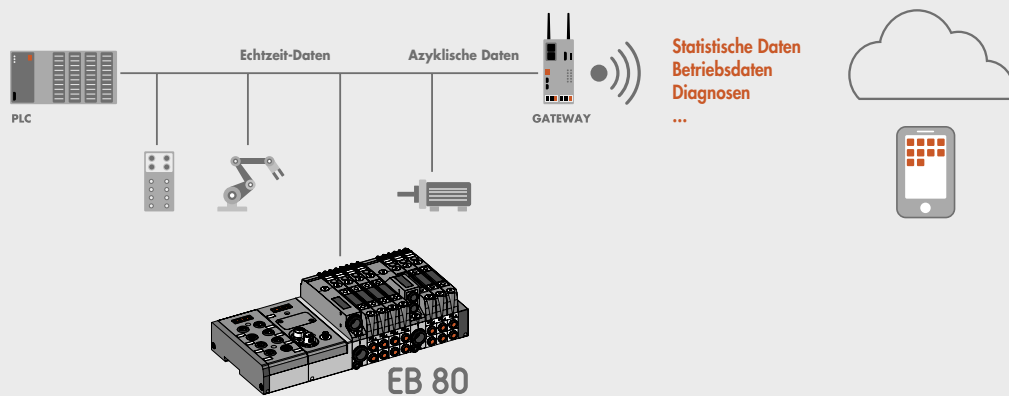 Echtzeit-Daten
Azyklische Daten
Statistische Daten
Betriebsdaten
Diagnosen
...
PLC
GATEWAY
EB 80